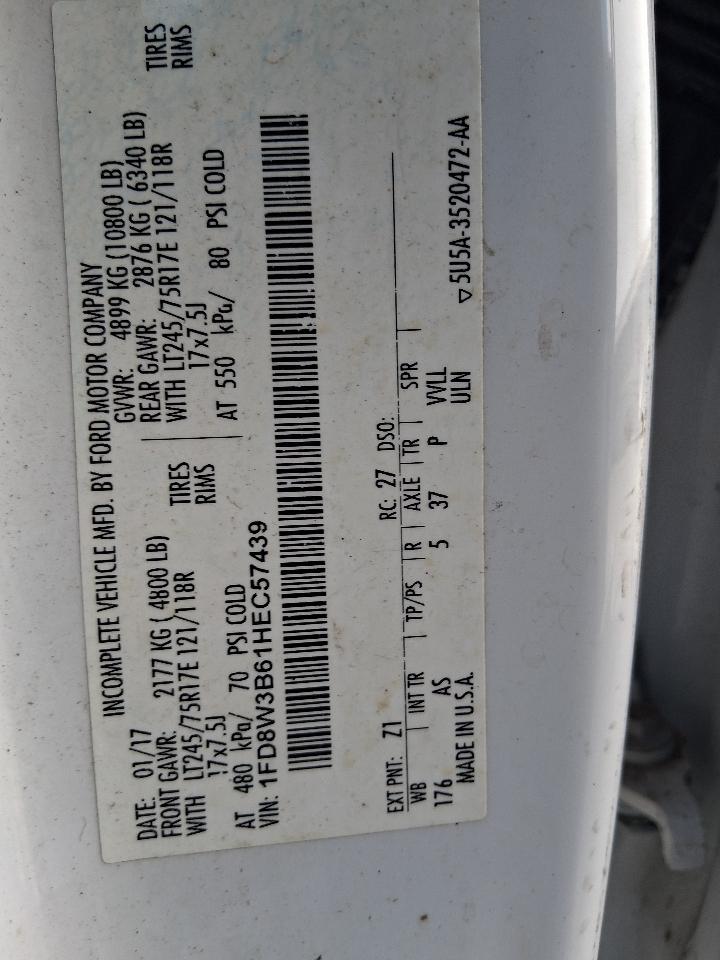 INCOMPLETE VEHICLE MFD. BY FORD MOTOR COMPANY
DATE: 01/17 GVWR: 4899 KG (10800 LB)
FRONT GAWR: 2177 KG ( 4800 LB) REAR GAWR: 2876 KG ( 6340 LB)
WITH LT245/75R17E 121/118R TIRES WITH LT245/75R17E 121/118R TIRES
17x7.5J RIMS 17x7.5J RIMS
AT 480 kPa/ 70 PSI COLD AT 550 kPa/ 80 PSI COLD
VIN: 1FD8W3B61HEC57439
EXT PNT: Z1 RC: 27 DSO:
WB INT TR TP/PS R AXLE TR SPR
176 AS 5 37 P VVLL
MADE IN U.S.A. ULN
▽5U5A-3520472-AA